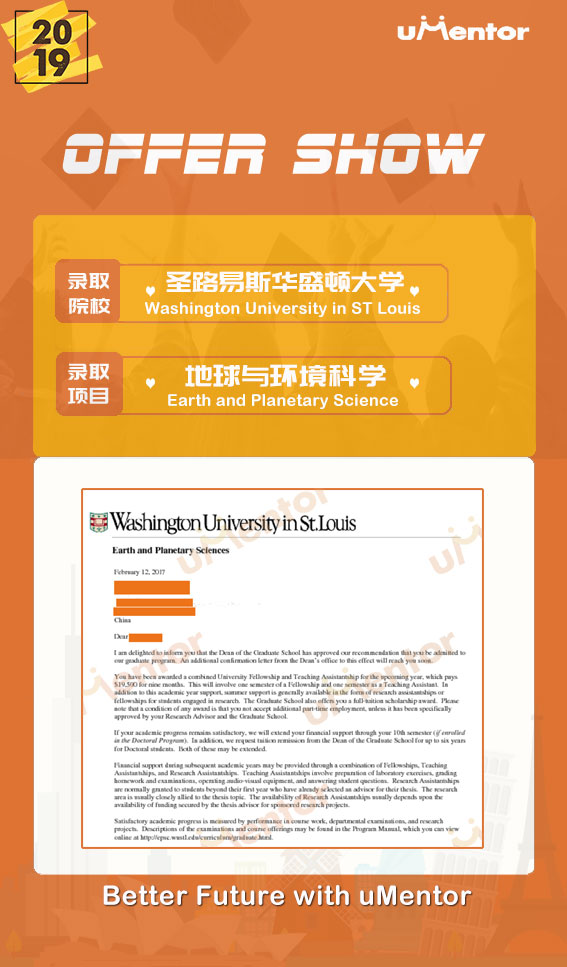 2019
uMentor
OFFER SHOW
录取
院校
圣路易斯华盛顿大学
Washington University in ST Louis
录取
项目
地球与环境科学
Earth and Planetary Science
Washington University in St. Louis
Earth and Planetary Sciences
February 12, 2017
China
Dear
I am delighted to inform you that the Dean of the Graduate School has approved our recommendation that you be admitted to
our graduate program. An additional confirmation letter from the Dean's office to this effect will reach you soon.
You have been awarded a combined University Fellowship and Teaching Assistantship for the upcoming year, which pays
$19,500 for nine months. This will involve one semester of a Fellowship and one semester as a Teaching Assistant. In
addition to this academic year support, summer support is generally available in the form of research assistantships or
fellowships for students engaged in research. The Graduate School also offers you a full-tuition scholarship award. Please
note that a condition of any award is that you not accept additional part-time employment, unless it has been specifically
approved by your Research Advisor and the Graduate School.
If your academic progress remains satisfactory, we will extend your financial support through your 10th semester (if enrolled
in the Doctoral Program). In addition, we request tuition remission from the Dean of the Graduate School for up to six years
for Doctoral students. Both of these may be extended.
Financial support during subsequent academic years may be provided through a combination of Fellowships, Teaching
Assistantships, and Research Assistantships. Teaching Assistantships involve preparation of laboratory exercises, grading
homework and examinations, operating audio-visual equipment, and answering student questions. Research Assistantships
are normally granted to students beyond their first year who have already selected an advisor for their thesis. The research
area is usually closely allied to the thesis topic. The availability of Research Assistantships usually depends upon the
availability of funding secured by the thesis advisor for sponsored research projects.
Satisfactory academic progress is measured by performance in course work, departmental examinations, and research
projects. Descriptions of the examinations and course offerings may be found in the Program Manual, which you can view
online at http://epsc.wustl.edu/curriculum/graduate.html.
Better Future with uMentor